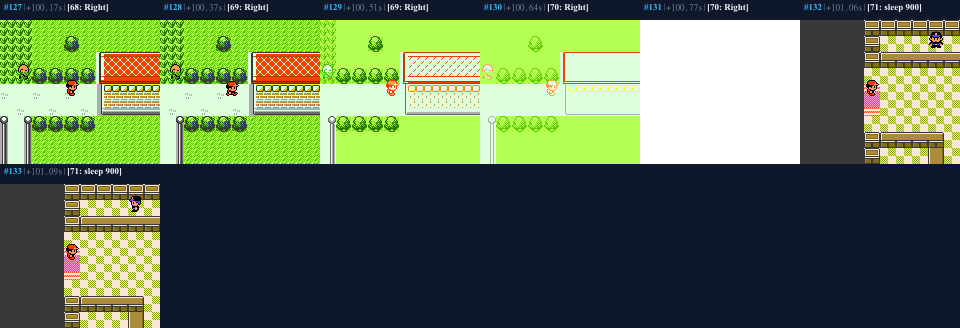 #127|+100.17s| [68: Right]
#128|+100.37s| [69: Right]
#129|+100.51s| [69: Right]
#130|+100.64s| [70: Right]
#131|+100.77s| [70: Right]
#132|+101.06s| [71: sleep 900]
#133|+101.09s| [71: sleep 900]